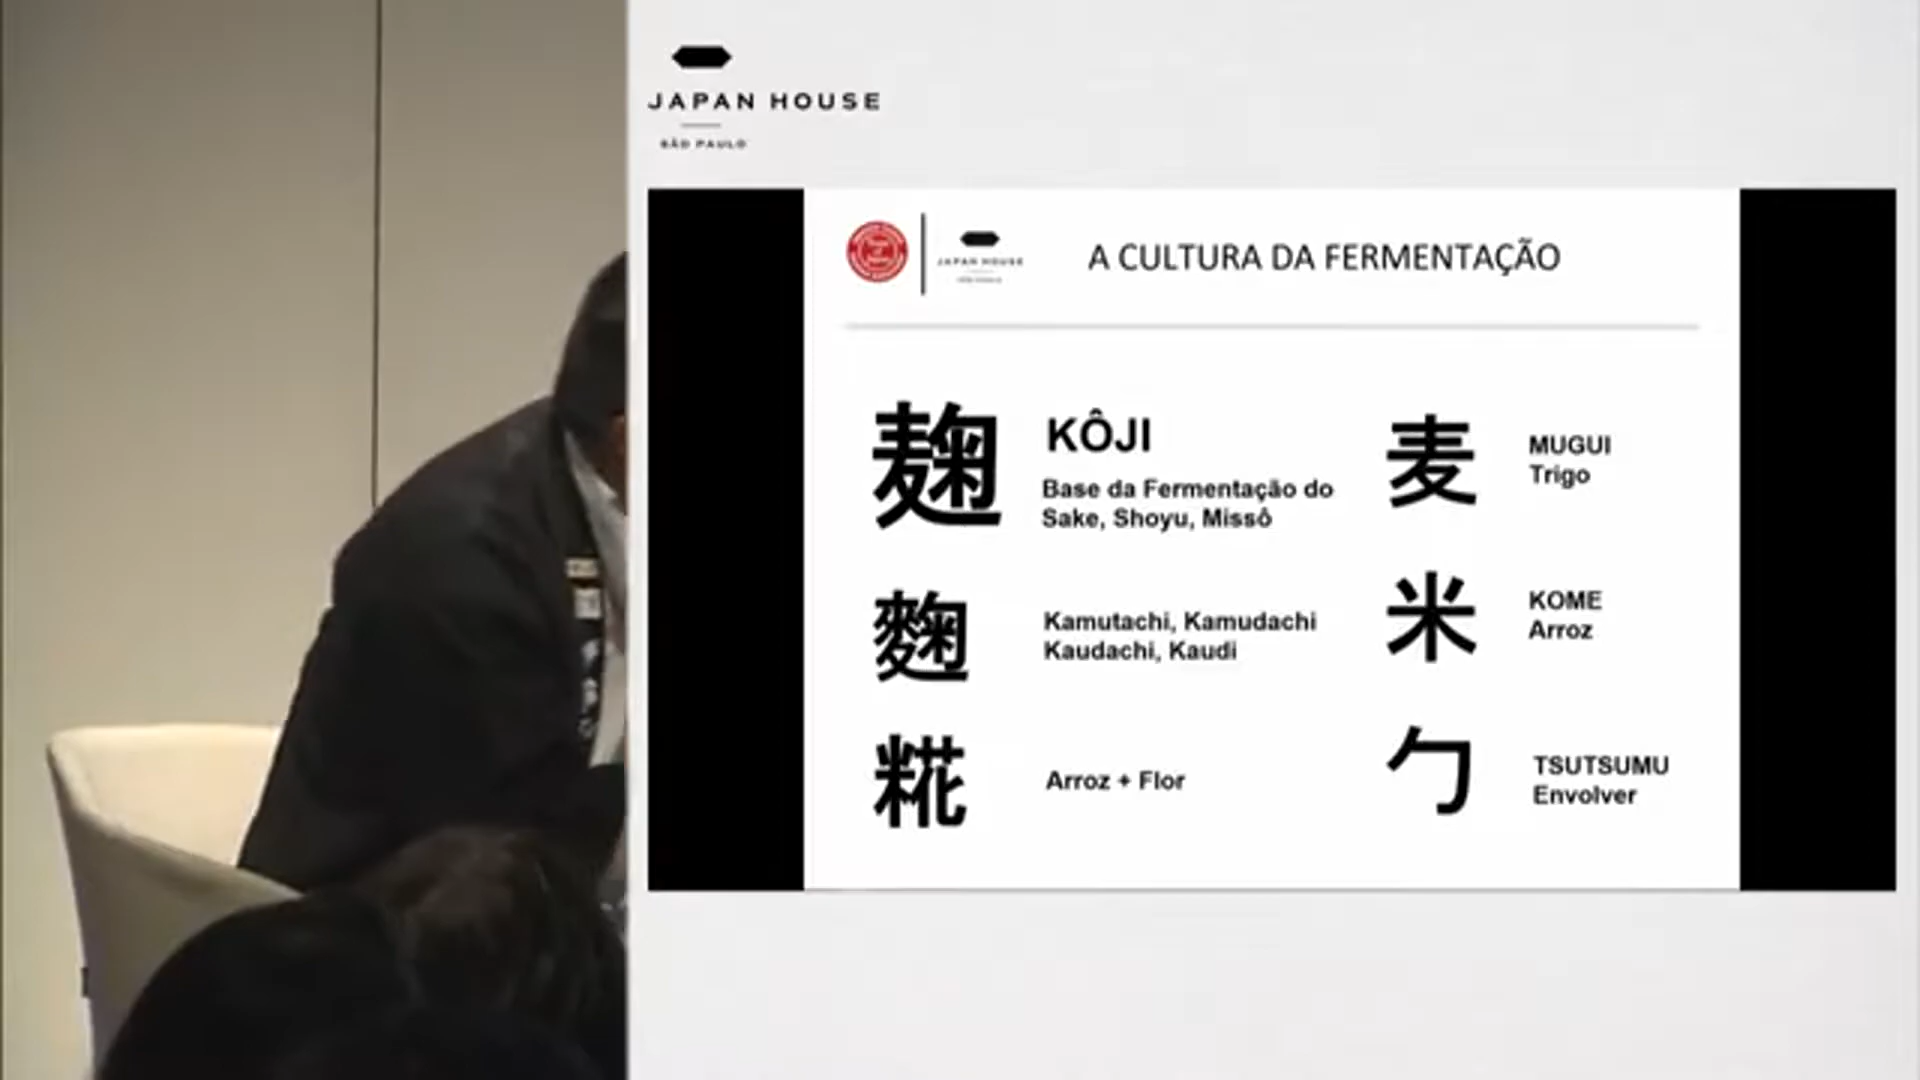 JAPAN HOUSE
SÃO PAULO
JAPAN HOUSE
A CULTURA DA FERMENTAÇÃO
麹
KÔJI
Base da Fermentação do
Sake, Shoyu, Missô
麦
MUGUI
Trigo
麴
Kamutachi, Kamudachi
Kaudachi, Kaudi
米
KOME
Arroz
糀
Arroz + Flor
勹
TSUTSUMU
Envolver